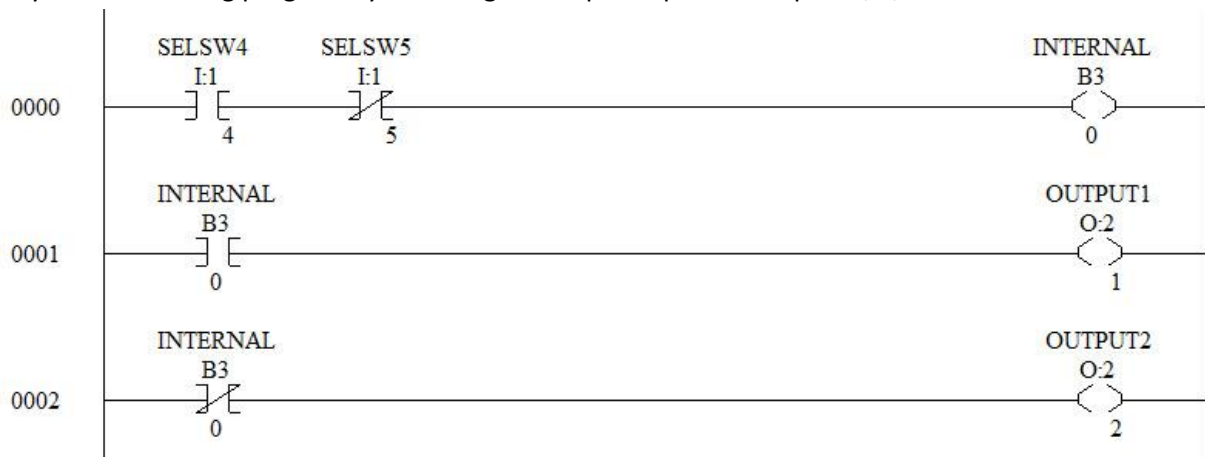 SELSW4 SELSW5 INTERNAL
I:1 I:1 B3
0000
4 5 0
INTERNAL OUTPUT1
B3 O:2
0001
0 1
INTERNAL OUTPUT2
B3 O:2
0002
0 2